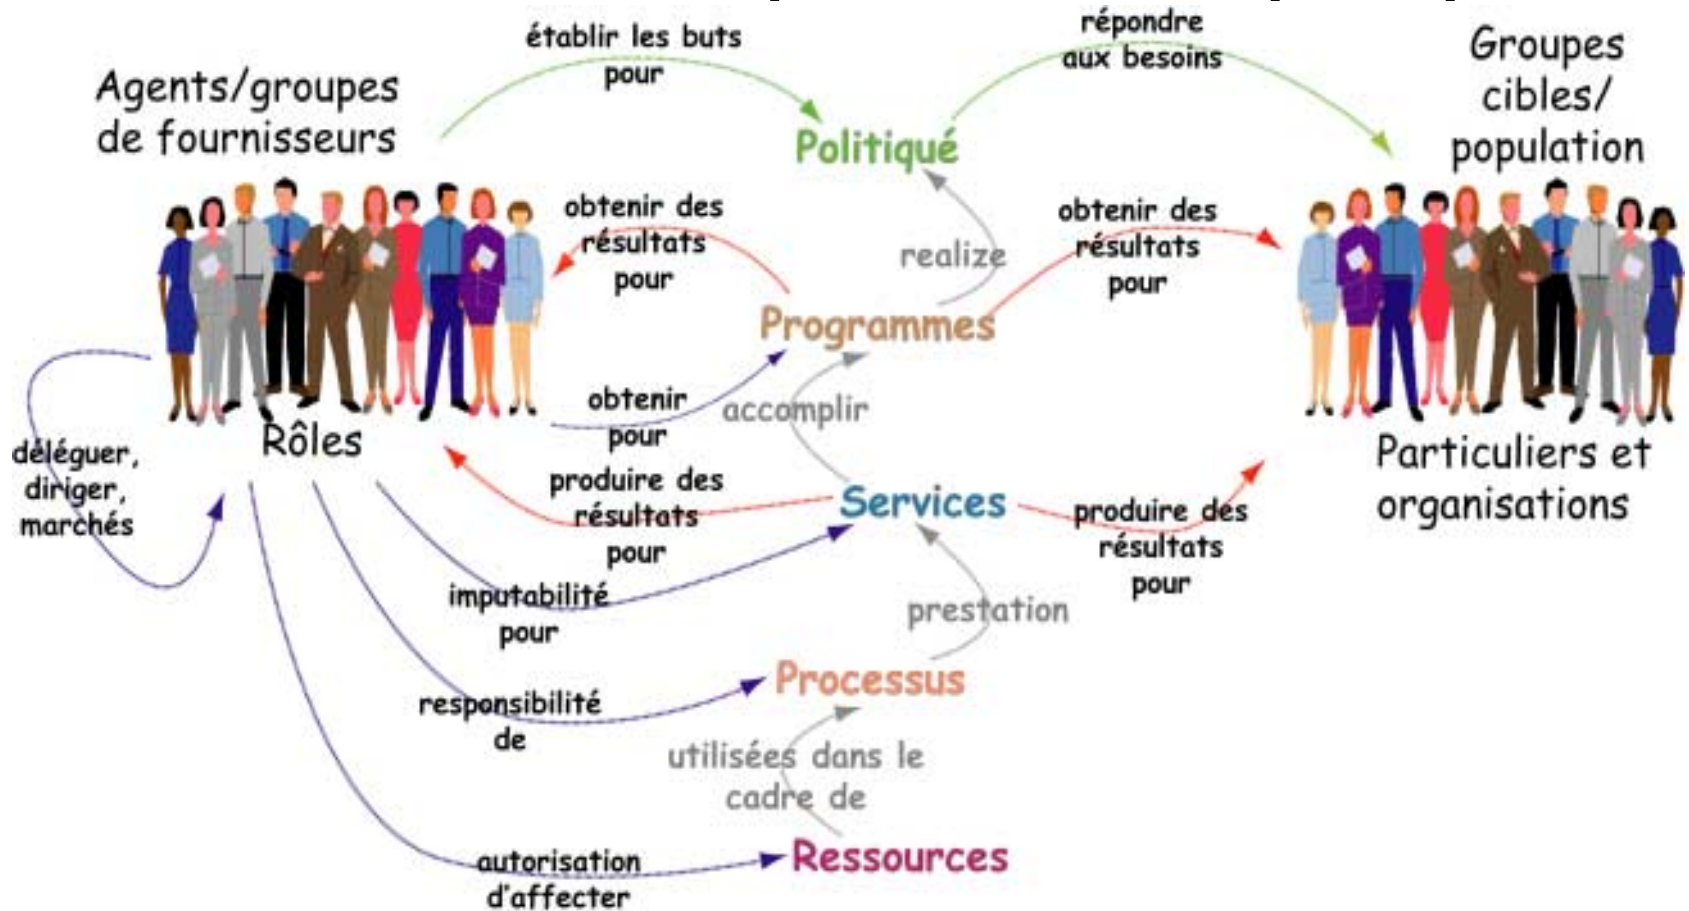 établir les buts
pour
répondre
aux besoins
Groupes
cibles/
population
Agents/groupes
de fournisseurs
Politiqué
obtenir des
résultats
pour
realize
obtenir des
résultats
pour
Programmes
obtenir
pour
accomplir
Rôles
déléguer,
diriger,
marchés
produire des
résultats
pour
Services
produire des
résultats
pour
Particuliers et
organisations
imputabilité
pour
prestation
Processus
responsibilité
de
utilisées dans le
cadre de
Ressources
autorisation
d'affecter